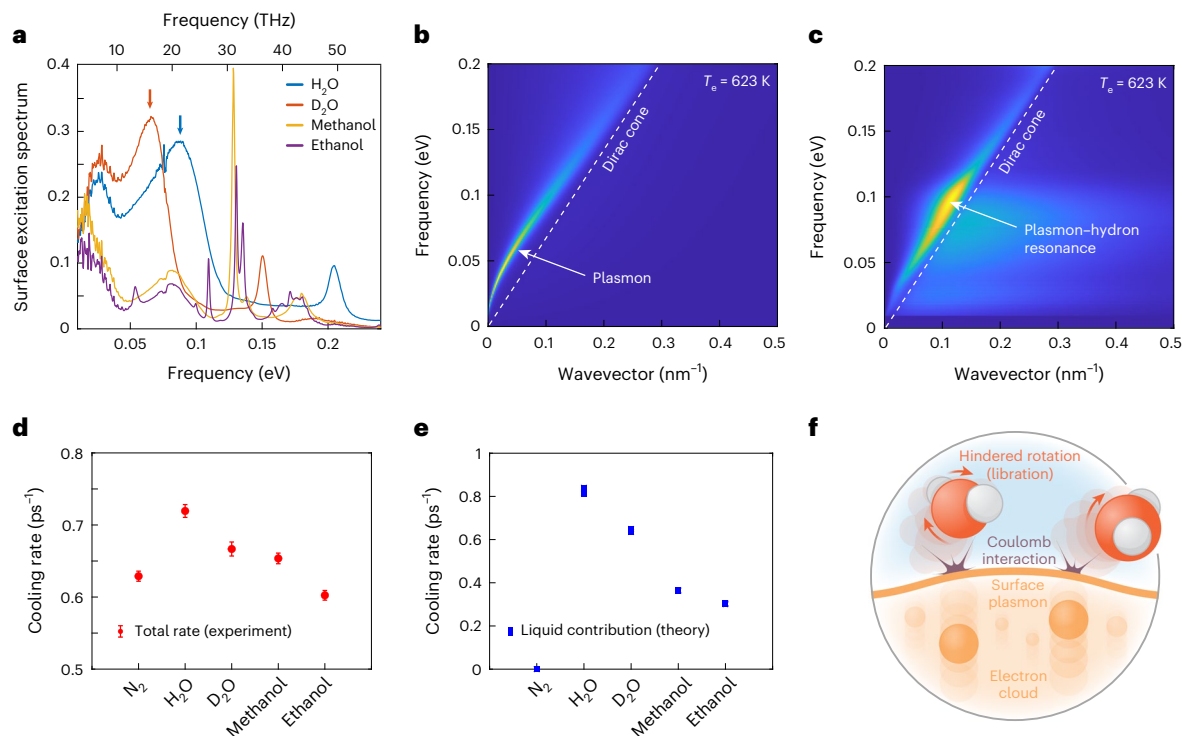 a
Frequency (THz)
10 20 30 40 50
Surface excitation spectrum
0.4
0.3
0.2
0.1
0
H₂O
D₂O
Methanol
Ethanol
0.05 0.1 0.15 0.2
Frequency (eV)
b
Frequency (eV)
0.20
0.15
0.10
0.05
0
Tₑ = 623 K
Dirac cone
Plasmon
0 0.1 0.2 0.3 0.4 0.5
Wavevector (nm⁻¹)
c
Frequency (eV)
0.20
0.15
0.10
0.05
0
Tₑ = 623 K
Dirac cone
Plasmon–hydron
resonance
0 0.1 0.2 0.3 0.4 0.5
Wavevector (nm⁻¹)
d
Cooling rate (ps⁻¹)
0.8
0.7
0.6
0.5
Total rate (experiment)
N₂
H₂O
D₂O
Methanol
Ethanol
e
Cooling rate (ps⁻¹)
1
0.8
0.6
0.4
0.2
0
Liquid contribution (theory)
N₂
H₂O
D₂O
Methanol
Ethanol
f
Hindered rotation
(libration)
Coulomb
interaction
Surface
plasmon
Electron
cloud